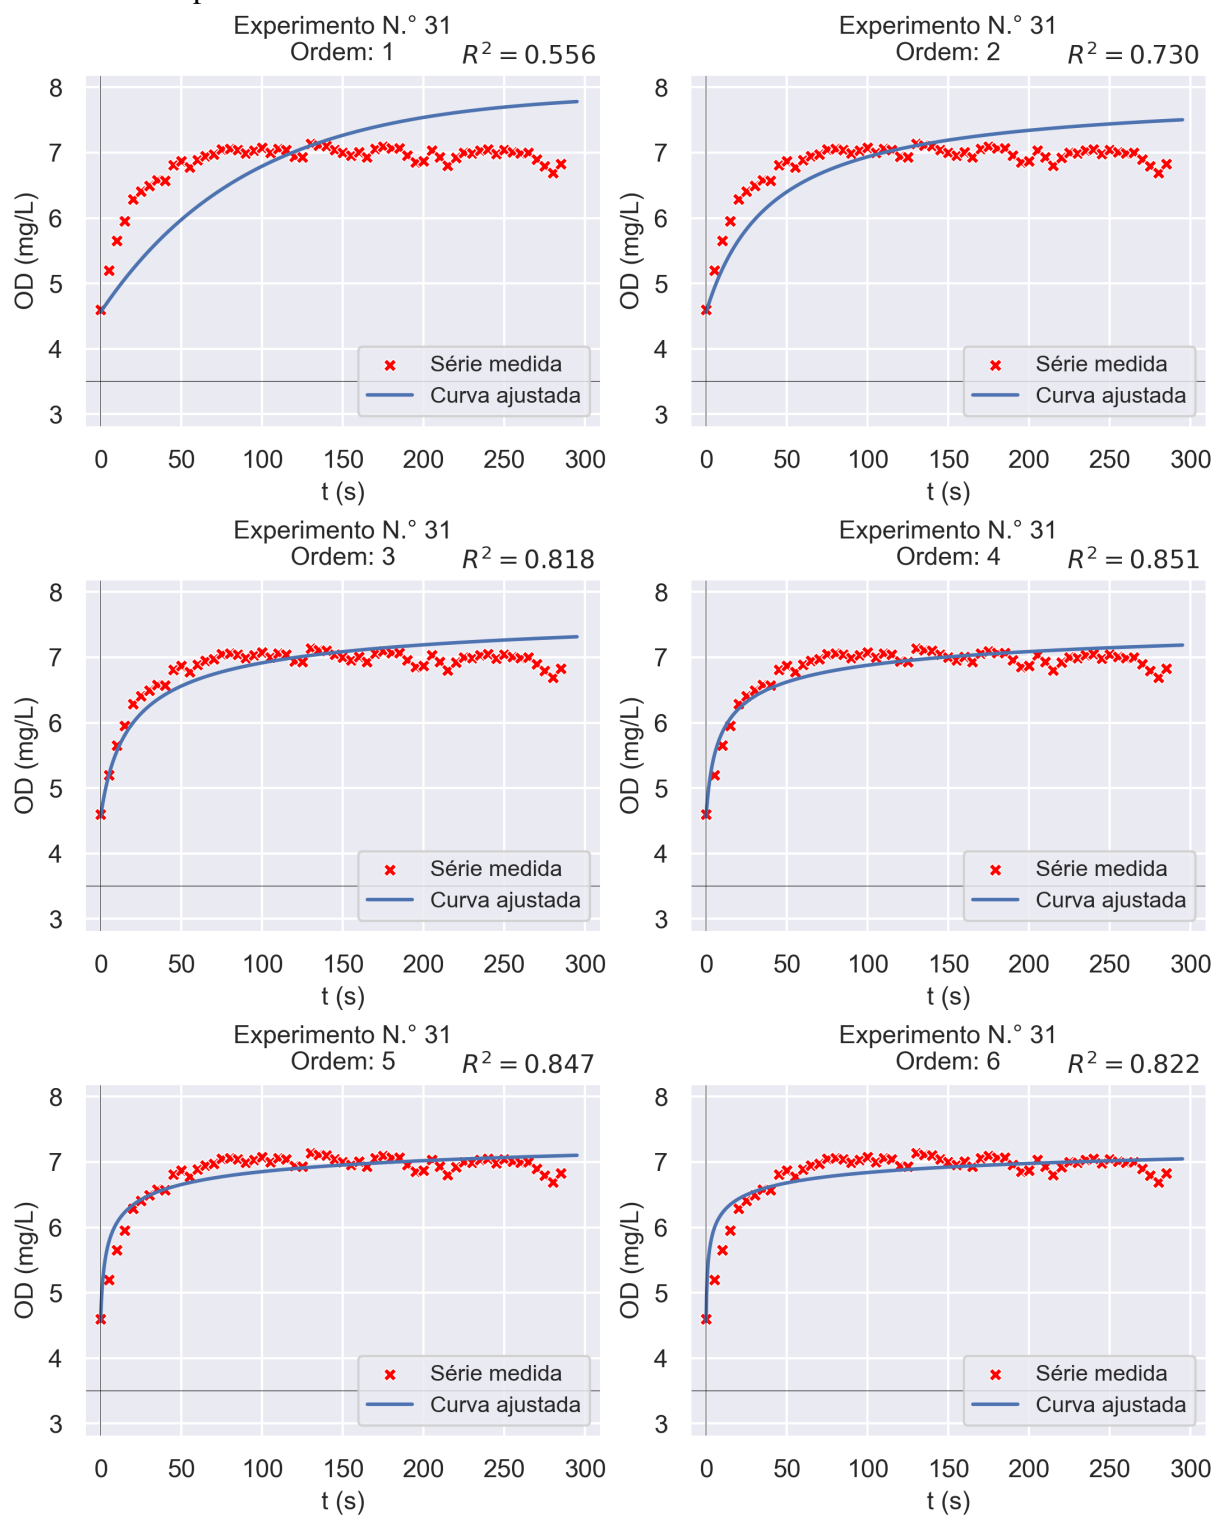 Experimento N.° 31
Ordem: 1 R² = 0.556
8
7
6
5
4
3
OD (mg/L)
Série medida
Curva ajustada
0 50 100 150 200 250 300
t (s)
Experimento N.° 31
Ordem: 2 R² = 0.730
8
7
6
5
4
3
OD (mg/L)
Série medida
Curva ajustada
0 50 100 150 200 250 300
t (s)
Experimento N.° 31
Ordem: 3 R² = 0.818
8
7
6
5
4
3
OD (mg/L)
Série medida
Curva ajustada
0 50 100 150 200 250 300
t (s)
Experimento N.° 31
Ordem: 4 R² = 0.851
8
7
6
5
4
3
OD (mg/L)
Série medida
Curva ajustada
0 50 100 150 200 250 300
t (s)
Experimento N.° 31
Ordem: 5 R² = 0.847
8
7
6
5
4
3
OD (mg/L)
Série medida
Curva ajustada
0 50 100 150 200 250 300
t (s)
Experimento N.° 31
Ordem: 6 R² = 0.822
8
7
6
5
4
3
OD (mg/L)
Série medida
Curva ajustada
0 50 100 150 200 250 300
t (s)